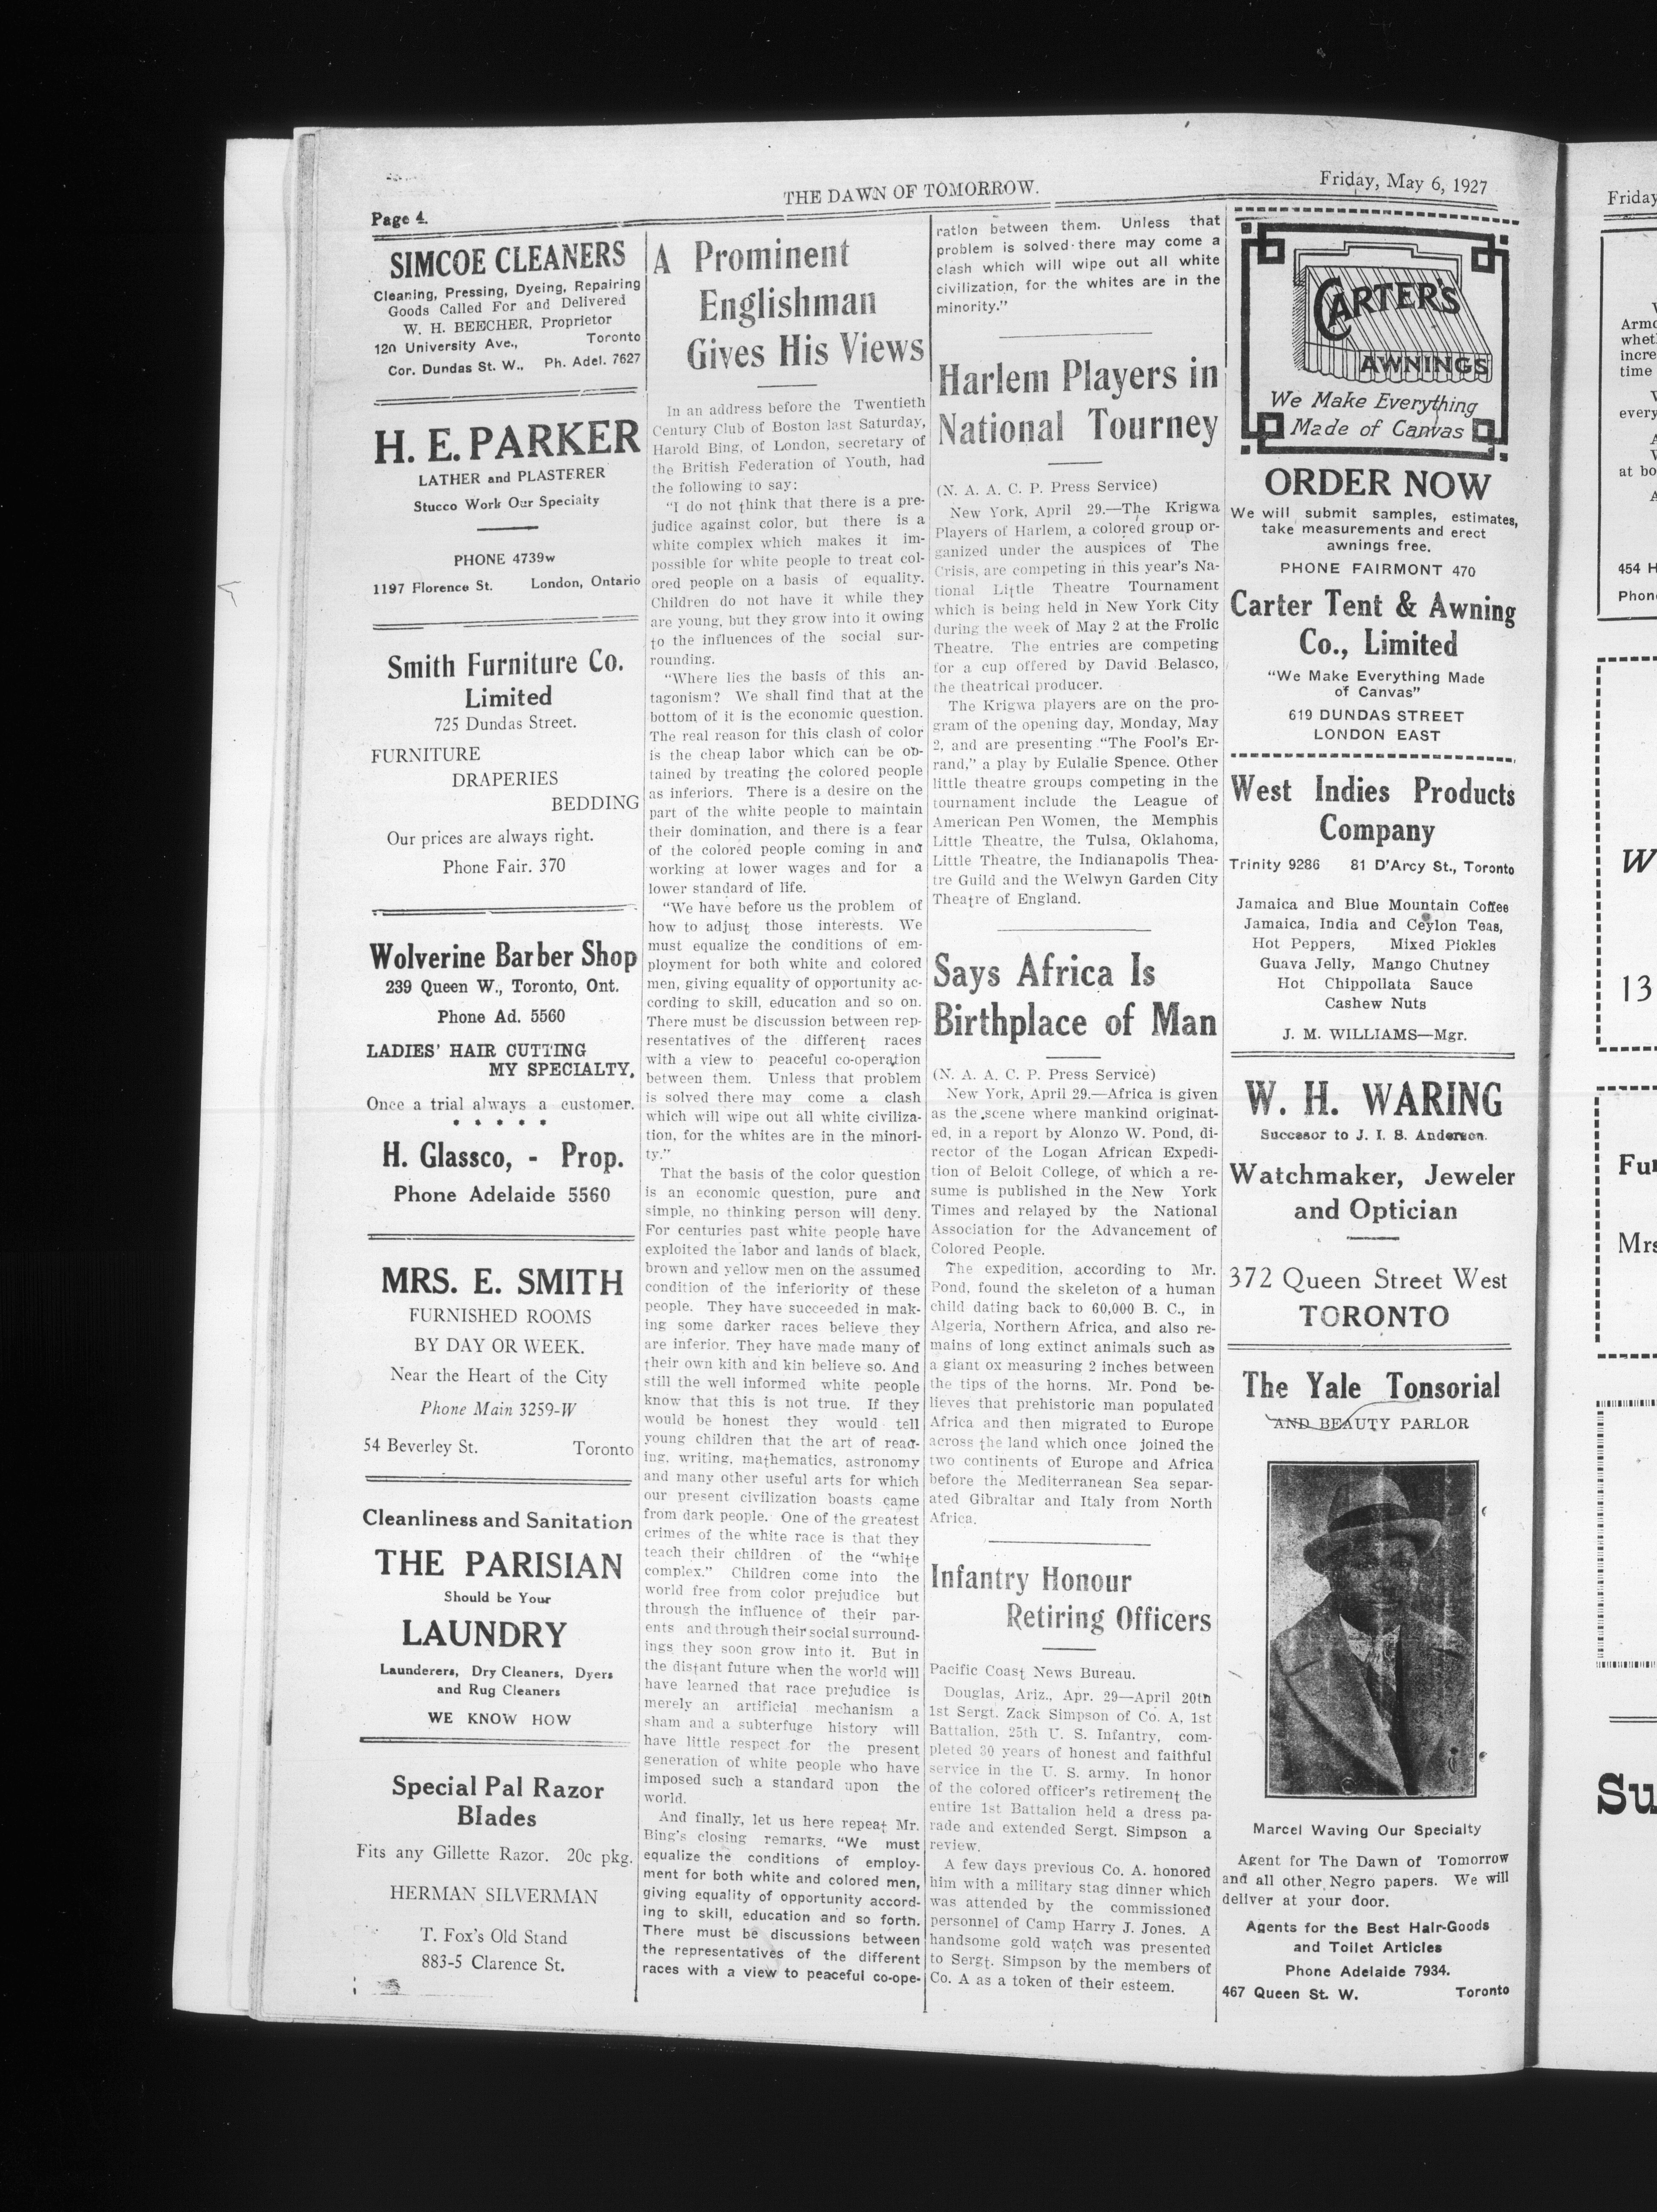 Page 4.
THE DAWN OF TOMORROW.
Friday, May 6, 1927
SIMCOE CLEANERS
Cleaning, Pressing, Dyeing, Repairing
Goods Called For and Delivered
W. H. BEECHER, Proprietor
120 University Ave., Toronto
Cor. Dundas St. W., Ph. Adel. 7627
H. E. PARKER
LATHER and PLASTERER
Stucco Work Our Specialty
PHONE 4739w
1197 Florence St. London, Ontario
Smith Furniture Co.
Limited
725 Dundas Street.
FURNITURE
DRAPERIES
BEDDING
Our prices are always right.
Phone Fair. 370
Wolverine Barber Shop
239 Queen W., Toronto, Ont.
Phone Ad. 5560
LADIES' HAIR CUTTING
MY SPECIALTY.
Once a trial always a customer.
* * * * *
H. Glassco, - Prop.
Phone Adelaide 5560
MRS. E. SMITH
FURNISHED ROOMS
BY DAY OR WEEK.
Near the Heart of the City
Phone Main 3259-W
54 Beverley St. Toronto
Cleanliness and Sanitation
THE PARISIAN
Should be Your
LAUNDRY
Launderers, Dry Cleaners, Dyers
and Rug Cleaners
WE KNOW HOW
Special Pal Razor
Blades
Fits any Gillette Razor. 20c pkg.
HERMAN SILVERMAN
T. Fox's Old Stand
883-5 Clarence St.
A Prominent
Englishman
Gives His Views
In an address before the Twentieth
Century Club of Boston last Saturday,
Harold Bing, of London, secretary of
the British Federation of Youth, had
the following to say:
"I do not think that there is a pre-
judice against color, but there is a
white complex which makes it im-
possible for white people to treat col-
ored people on a basis of equality.
Children do not have it while they
are young, but they grow into it owing
to the influences of the social sur-
rounding.
"Where lies the basis of this an-
tagonism? We shall find that at the
bottom of it is the economic question.
The real reason for this clash of color
is the cheap labor which can be ob-
tained by treating the colored people
as inferiors. There is a desire on the
part of the white people to maintain
their domination, and there is a fear
of the colored people coming in and
working at lower wages and for a
lower standard of life.
"We have before us the problem of
how to adjust those interests. We
must equalize the conditions of em-
ployment for both white and colored
men, giving equality of opportunity ac-
cording to skill, education and so on.
There must be discussion between rep-
resentatives of the different races
with a view to peaceful co-operation
between them. Unless that problem
is solved there may come a clash
which will wipe out all white civiliza-
tion, for the whites are in the minori-
ty."
That the basis of the color question
is an economic question, pure and
simple, no thinking person will deny.
For centuries past white people have
exploited the labor and lands of black,
brown and yellow men on the assumed
condition of the inferiority of these
people. They have succeeded in mak-
ing some darker races believe they
are inferior. They have made many of
their own kith and kin believe so. And
still the well informed white people
know that this is not true. If they
would be honest they would tell
young children that the art of read-
ing, writing, mathematics, astronomy
and many other useful arts for which
our present civilization boasts came
from dark people. One of the greatest
crimes of the white race is that they
teach their children of the "white
complex." Children come into the
world free from color prejudice but
through the influence of their par-
ents and through their social surround-
ings they soon grow into it. But in
the distant future when the world will
have learned that race prejudice is
merely an artificial mechanism a
sham and a subterfuge history will
have little respect for the present
generation of white people who have
imposed such a standard upon the
world.
And finally, let us here repeat Mr.
Bing's closing remarks, "We must
equalize the conditions of employ-
ment for both white and colored men,
giving equality of opportunity accord-
ing to skill, education and so forth.
There must be discussions between
the representatives of the different
races with a view to peaceful co-ope-
ration between them. Unless that
problem is solved there may come a
clash which will wipe out all white
civilization, for the whites are in the
minority."
Harlem Players in
National Tourney
(N. A. A. C. P. Press Service)
New York, April 29.—The Krigwa
Players of Harlem, a colored group or-
ganized under the auspices of The
Crisis, are competing in this year's Na-
tional Little Theatre Tournament
which is being held in New York City
during the week of May 2 at the Frolic
Theatre. The entries are competing
for a cup offered by David Belasco,
the theatrical producer.
The Krigwa players are on the pro-
gram of the opening day, Monday, May
2, and are presenting "The Fool's Er-
rand," a play by Eulalie Spence. Other
little theatre groups competing in the
tournament include the League of
American Pen Women, the Memphis
Little Theatre, the Tulsa, Oklahoma,
Little Theatre, the Indianapolis Thea-
tre Guild and the Welwyn Garden City
Theatre of England.
Says Africa Is
Birthplace of Man
(N. A. A. C. P. Press Service)
New York, April 29.—Africa is given
as the scene where mankind originat-
ed, in a report by Alonzo W. Pond, di-
rector of the Logan African Expedi-
tion of Beloit College, of which a re-
sume is published in the New York
Times and relayed by the National
Association for the Advancement of
Colored People.
The expedition, according to Mr.
Pond, found the skeleton of a human
child dating back to 60,000 B. C., in
Algeria, Northern Africa, and also re-
mains of long extinct animals such as
a giant ox measuring 2 inches between
the tips of the horns. Mr. Pond be-
lieves that prehistoric man populated
Africa and then migrated to Europe
across the land which once joined the
two continents of Europe and Africa
before the Mediterranean Sea separ-
ated Gibraltar and Italy from North
Africa.
Infantry Honour
Retiring Officers
Pacific Coast News Bureau.
Douglas, Ariz., Apr. 29—April 20th
1st Sergt. Zack Simpson of Co. A, 1st
Battalion, 25th U. S. Infantry, com-
pleted 30 years of honest and faithful
service in the U. S. army. In honor
of the colored officer's retirement the
entire 1st Battalion held a dress pa-
rade and extended Sergt. Simpson a
review.
A few days previous Co. A. honored
him with a military stag dinner which
was attended by the commissioned
personnel of Camp Harry J. Jones. A
handsome gold watch was presented
to Sergt. Simpson by the members of
Co. A as a token of their esteem.
CARTER'S
AWNINGS
We Make Everything
Made of Canvas
ORDER NOW
We will submit samples, estimates,
take measurements and erect
awnings free.
PHONE FAIRMONT 470
Carter Tent & Awning
Co., Limited
"We Make Everything Made
of Canvas"
619 DUNDAS STREET
LONDON EAST
West Indies Products
Company
Trinity 9286 81 D'Arcy St., Toronto
Jamaica and Blue Mountain Coffee
Jamaica, India and Ceylon Teas,
Hot Peppers, Mixed Pickles
Guava Jelly, Mango Chutney
Hot Chippollata Sauce
Cashew Nuts
J. M. WILLIAMS—Mgr.
W. H. WARING
Succesor to J. I. S. Anderson.
Watchmaker, Jeweler
and Optician
372 Queen Street West
TORONTO
The Yale Tonsorial
AND BEAUTY PARLOR
Marcel Waving Our Specialty
Agent for The Dawn of Tomorrow
and all other Negro papers. We will
deliver at your door.
Agents for the Best Hair-Goods
and Toilet Articles
Phone Adelaide 7934.
467 Queen St. W. Toronto
Friday
at bo
454 H
Phon
W
13
Fu
Mrs
Su